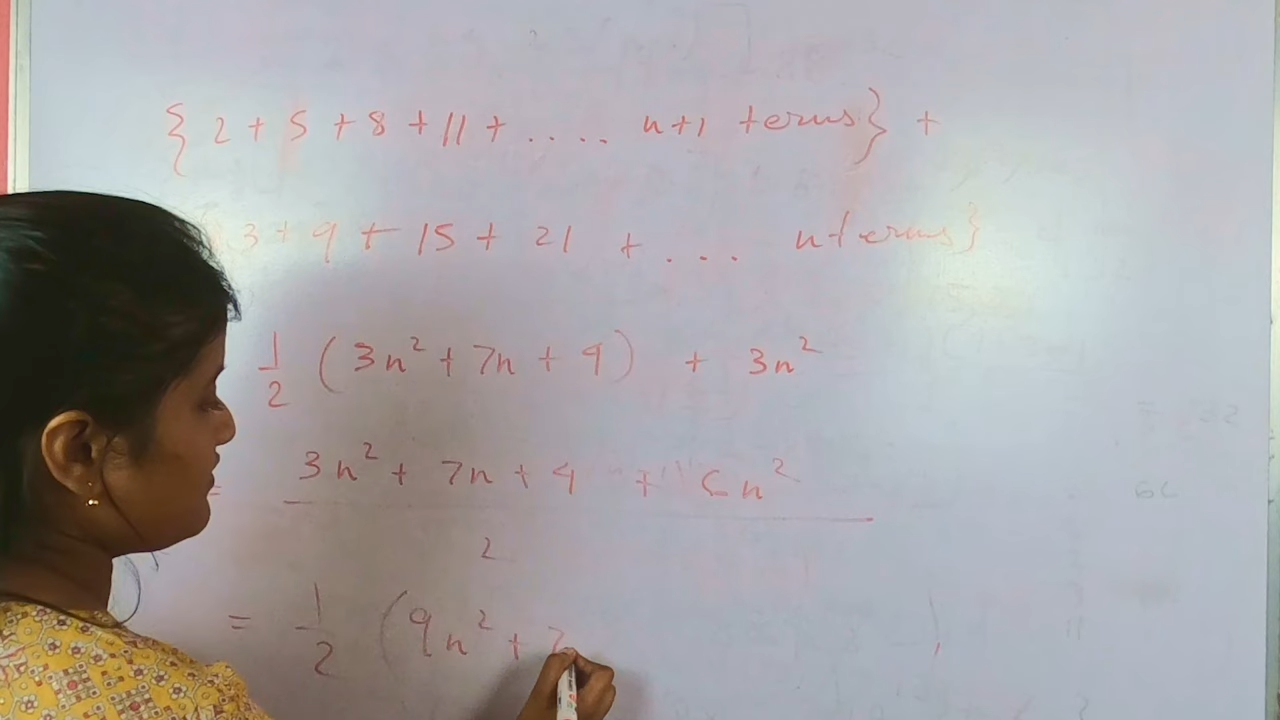 { 2 + 5 + 8 + 11 + ..... n+1 terms } +
3 + 9 + 15 + 21 + ... n terms }
1/2 ( 3n² + 7n + 4 ) + 3n²
= 3n² + 7n + 4 + 6n² / 2
= 1/2 ( 9n² + 7